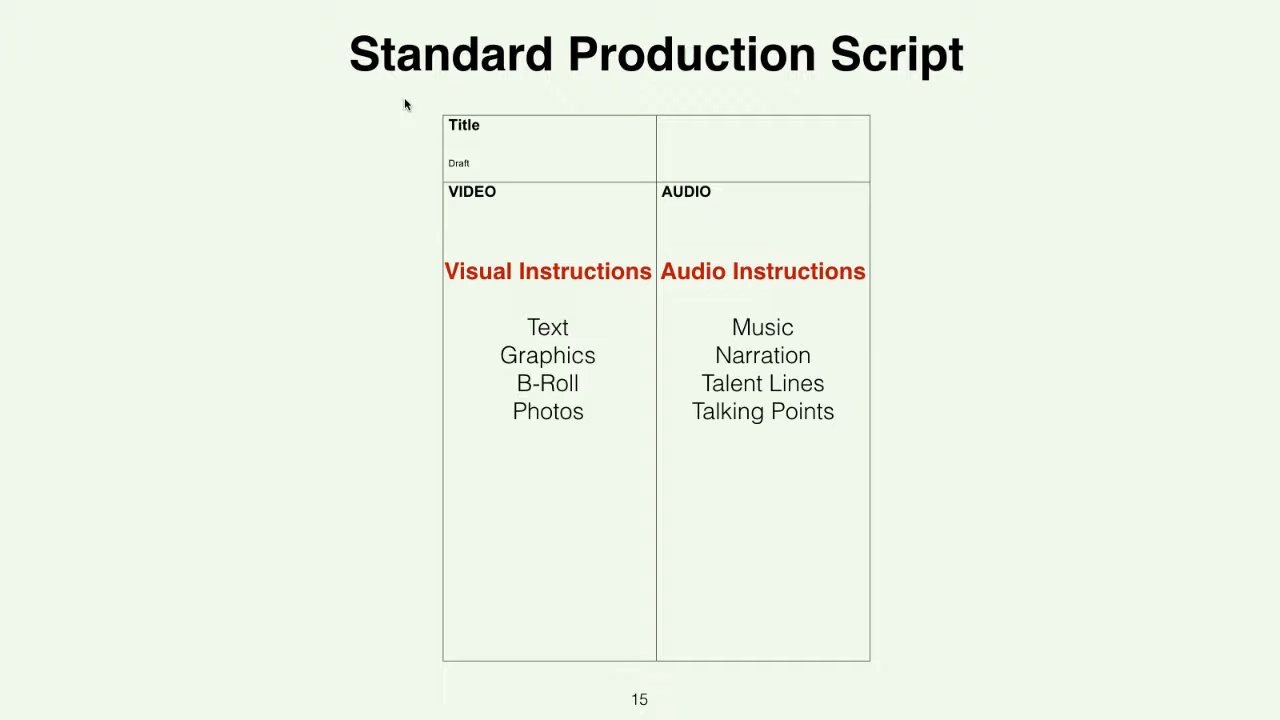 Standard Production Script
Title
Draft
VIDEO
AUDIO
Visual Instructions
Audio Instructions
Text
Graphics
B-Roll
Photos
Music
Narration
Talent Lines
Talking Points
15